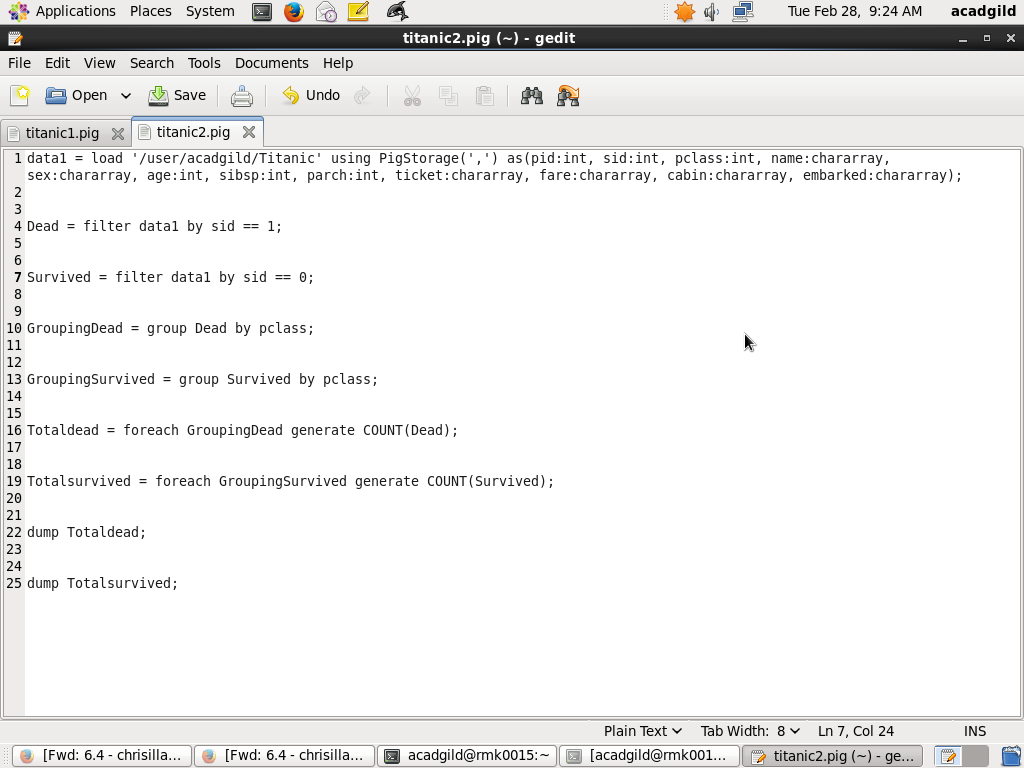 Applications Places System Tue Feb 28, 9:24 AM acadgild
titanic2.pig (~) - gedit
File Edit View Search Tools Documents Help
Open Save Undo
titanic1.pig titanic2.pig
1 data1 = load '/user/acadgild/Titanic' using PigStorage(',') as(pid:int, sid:int, pclass:int, name:chararray,
sex:chararray, age:int, sibsp:int, parch:int, ticket:chararray, fare:chararray, cabin:chararray, embarked:chararray);
2
3
4 Dead = filter data1 by sid == 1;
5
6
7 Survived = filter data1 by sid == 0;
8
9
10 GroupingDead = group Dead by pclass;
11
12
13 GroupingSurvived = group Survived by pclass;
14
15
16 Totaldead = foreach GroupingDead generate COUNT(Dead);
17
18
19 Totalsurvived = foreach GroupingSurvived generate COUNT(Survived);
20
21
22 dump Totaldead;
23
24
25 dump Totalsurvived;
Plain Text Tab Width: 8 Ln 7, Col 24 INS
[Fwd: 6.4 - chrisilla... [Fwd: 6.4 - chrisilla... acadgild@rmk0015:~ [acadgild@rmk001... titanic2.pig (~) - ge...